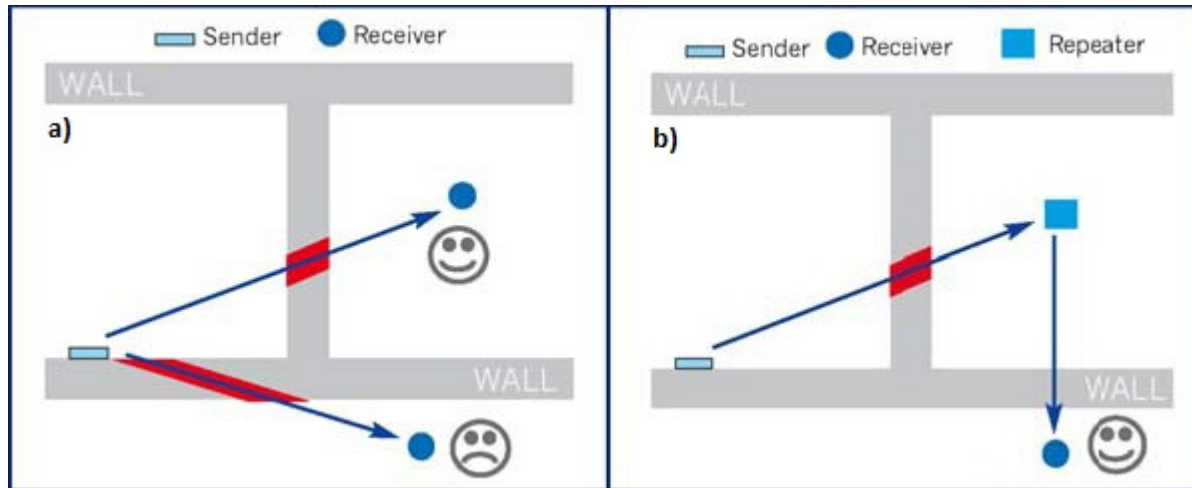 Sender Receiver
WALL
a)
WALL
Sender Receiver Repeater
WALL
b)
WALL